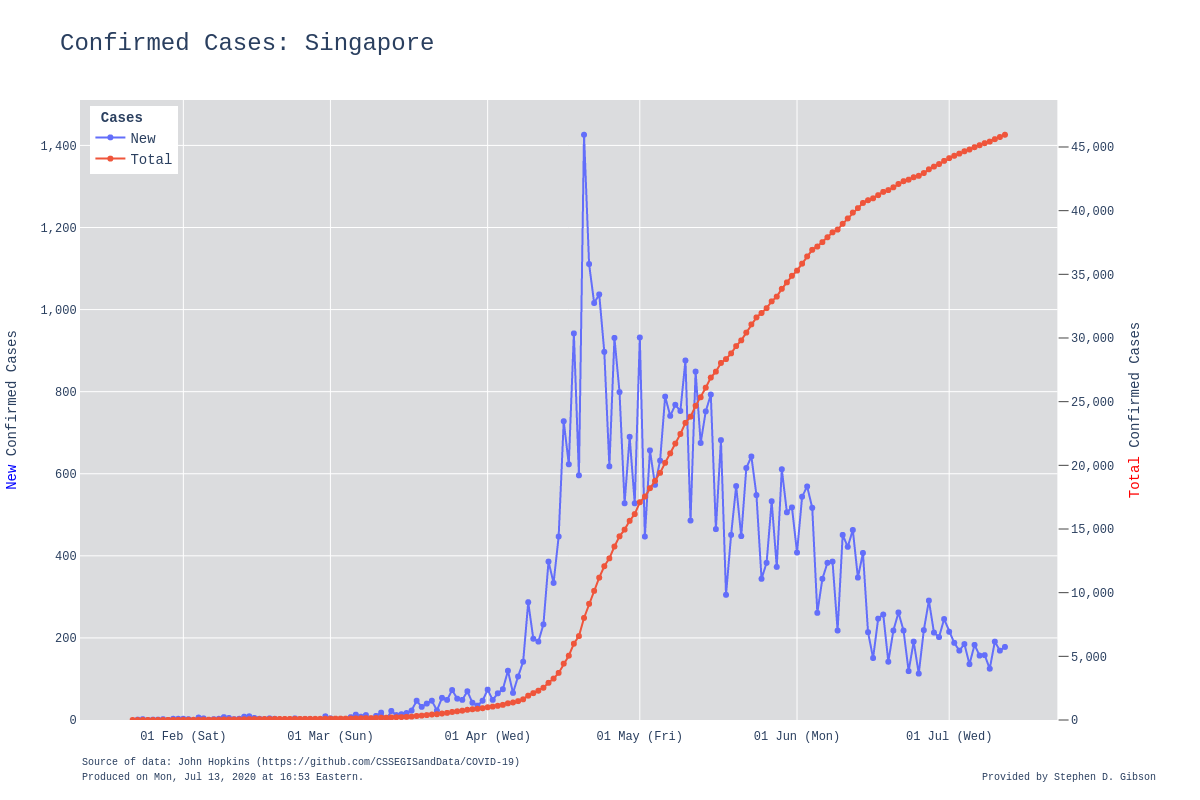 Confirmed Cases: Singapore
Cases
New
Total
1,400
1,200
1,000
800
600
400
200
0
New Confirmed Cases
45,000
40,000
35,000
30,000
25,000
20,000
15,000
10,000
5,000
0
Total Confirmed Cases
01 Feb (Sat)
01 Mar (Sun)
01 Apr (Wed)
01 May (Fri)
01 Jun (Mon)
01 Jul (Wed)
Source of data: John Hopkins (https://github.com/CSSEGISandData/COVID-19)
Produced on Mon, Jul 13, 2020 at 16:53 Eastern.
Provided by Stephen D. Gibson